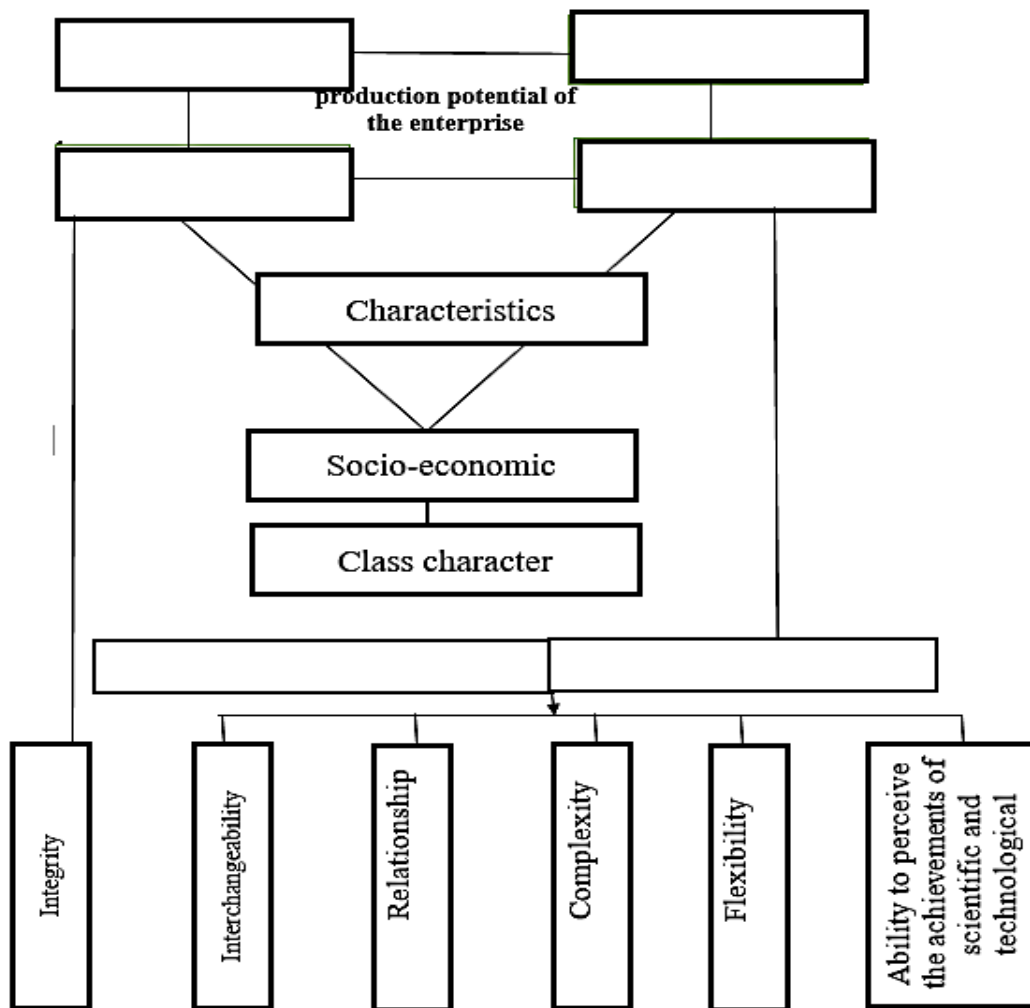 production potential of
the enterprise
Characteristics
Socio-economic
Class character
Integrity
Interchangeability
Relationship
Complexity
Flexibility
Ability to perceive
the achievements of
scientific and
technological